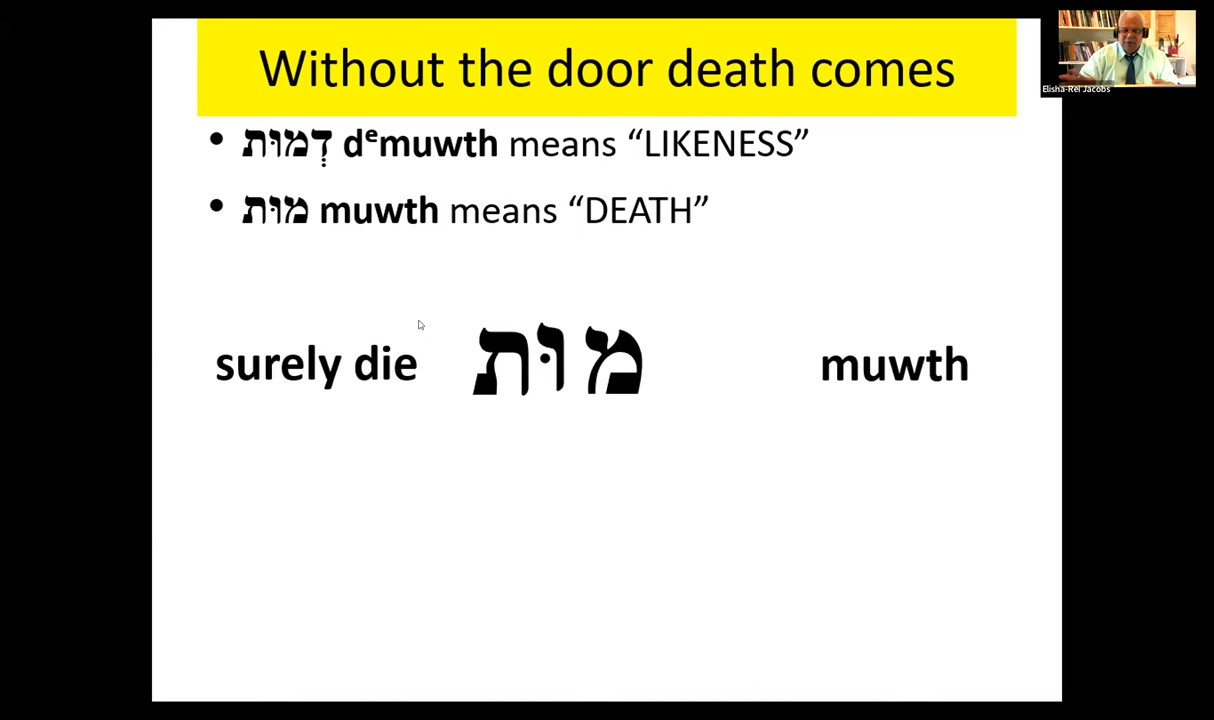 Without the door death comes
• דְּמוּת dᵉmuwth means “LIKENESS”
• מוּת muwth means “DEATH”
surely die מוּת muwth
Elisha-Rei Jacobs